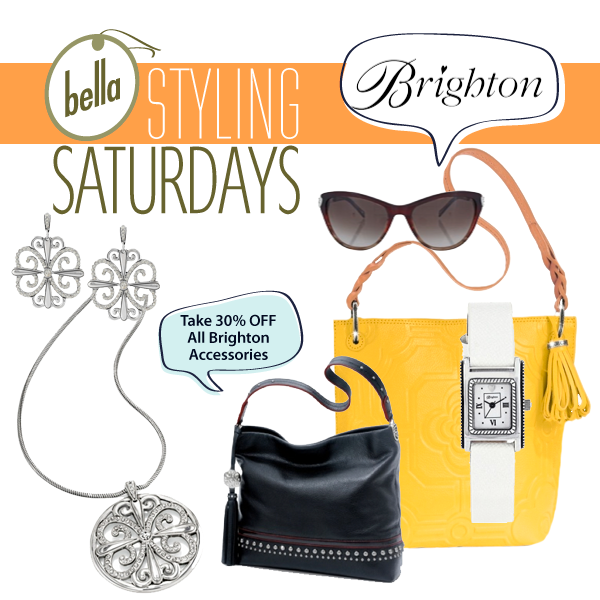 bella
STYLING
SATURDAYS
Brighton
Take 30% OFF
All Brighton
Accessories